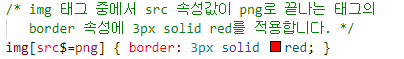 /* img 태그 중에서 src 속성값이 png로 끝나는 태그의
border 속성에 3px solid red를 적용합니다. */
img[src$=png] { border: 3px solid red; }